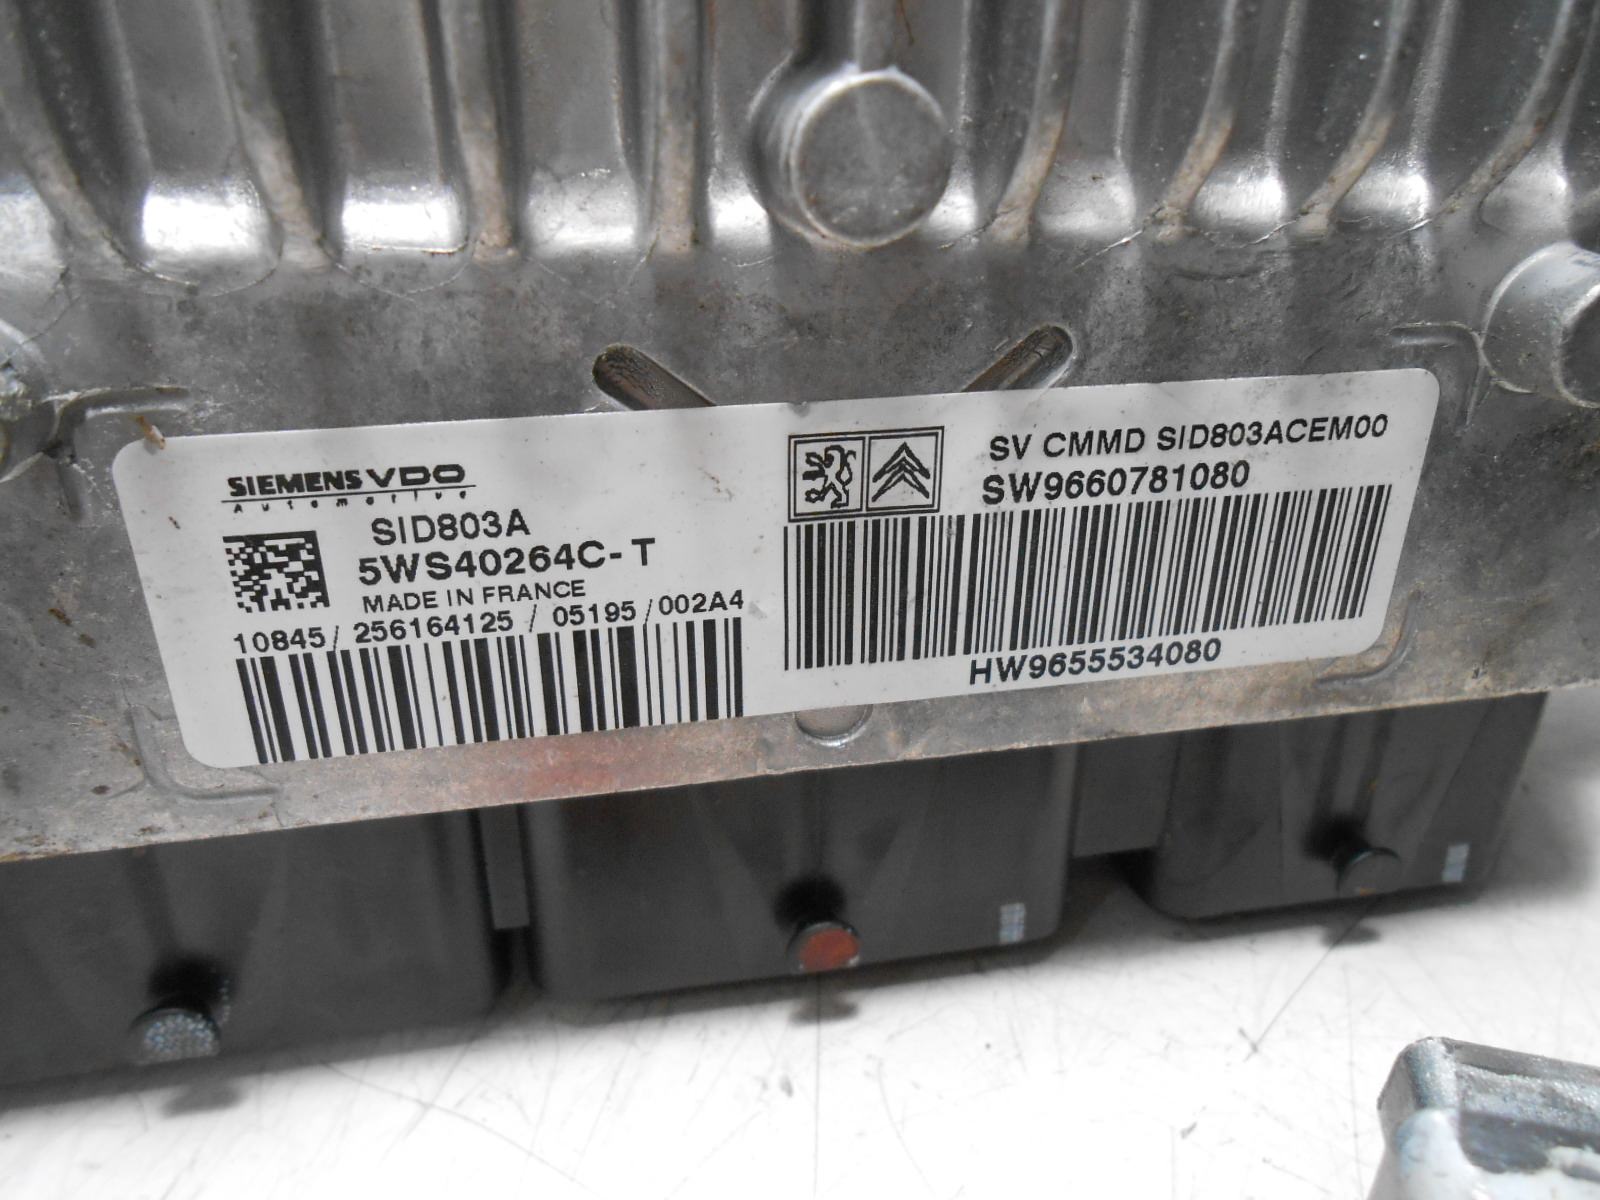 SIEMENS VDO
Automotive
SID803A
5WS40264C-T
MADE IN FRANCE
10845/ 256164125 / 05195 / 002A4
SV CMMD SID803ACEM00
SW9660781080
HW9655534080